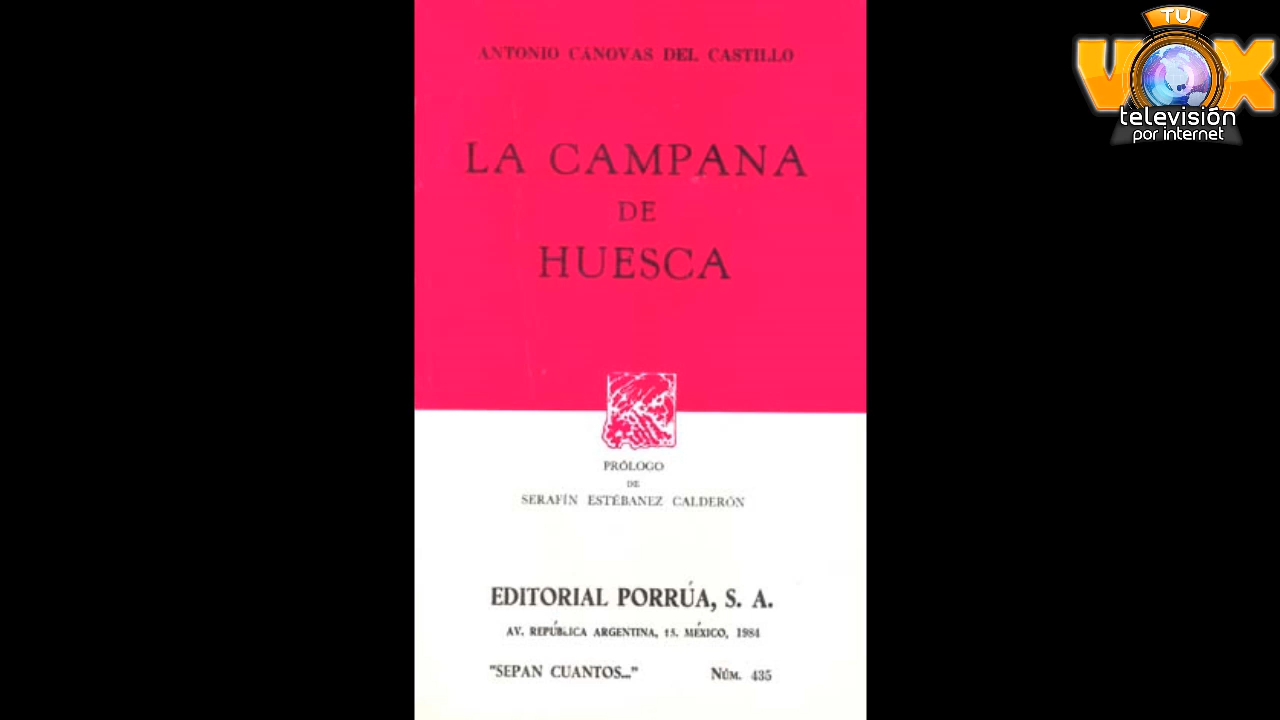 ANTONIO CÁNOVAS DEL CASTILLO
LA CAMPANA
DE
HUESCA
PRÓLOGO
DE
SERAFÍN ESTÉBANEZ CALDERÓN
EDITORIAL PORRÚA, S. A.
AV. REPÚBLICA ARGENTINA, 15. MÉXICO, 1984
"SEPAN CUANTOS..." NÚM. 435
TU
VOX
televisión
por internet